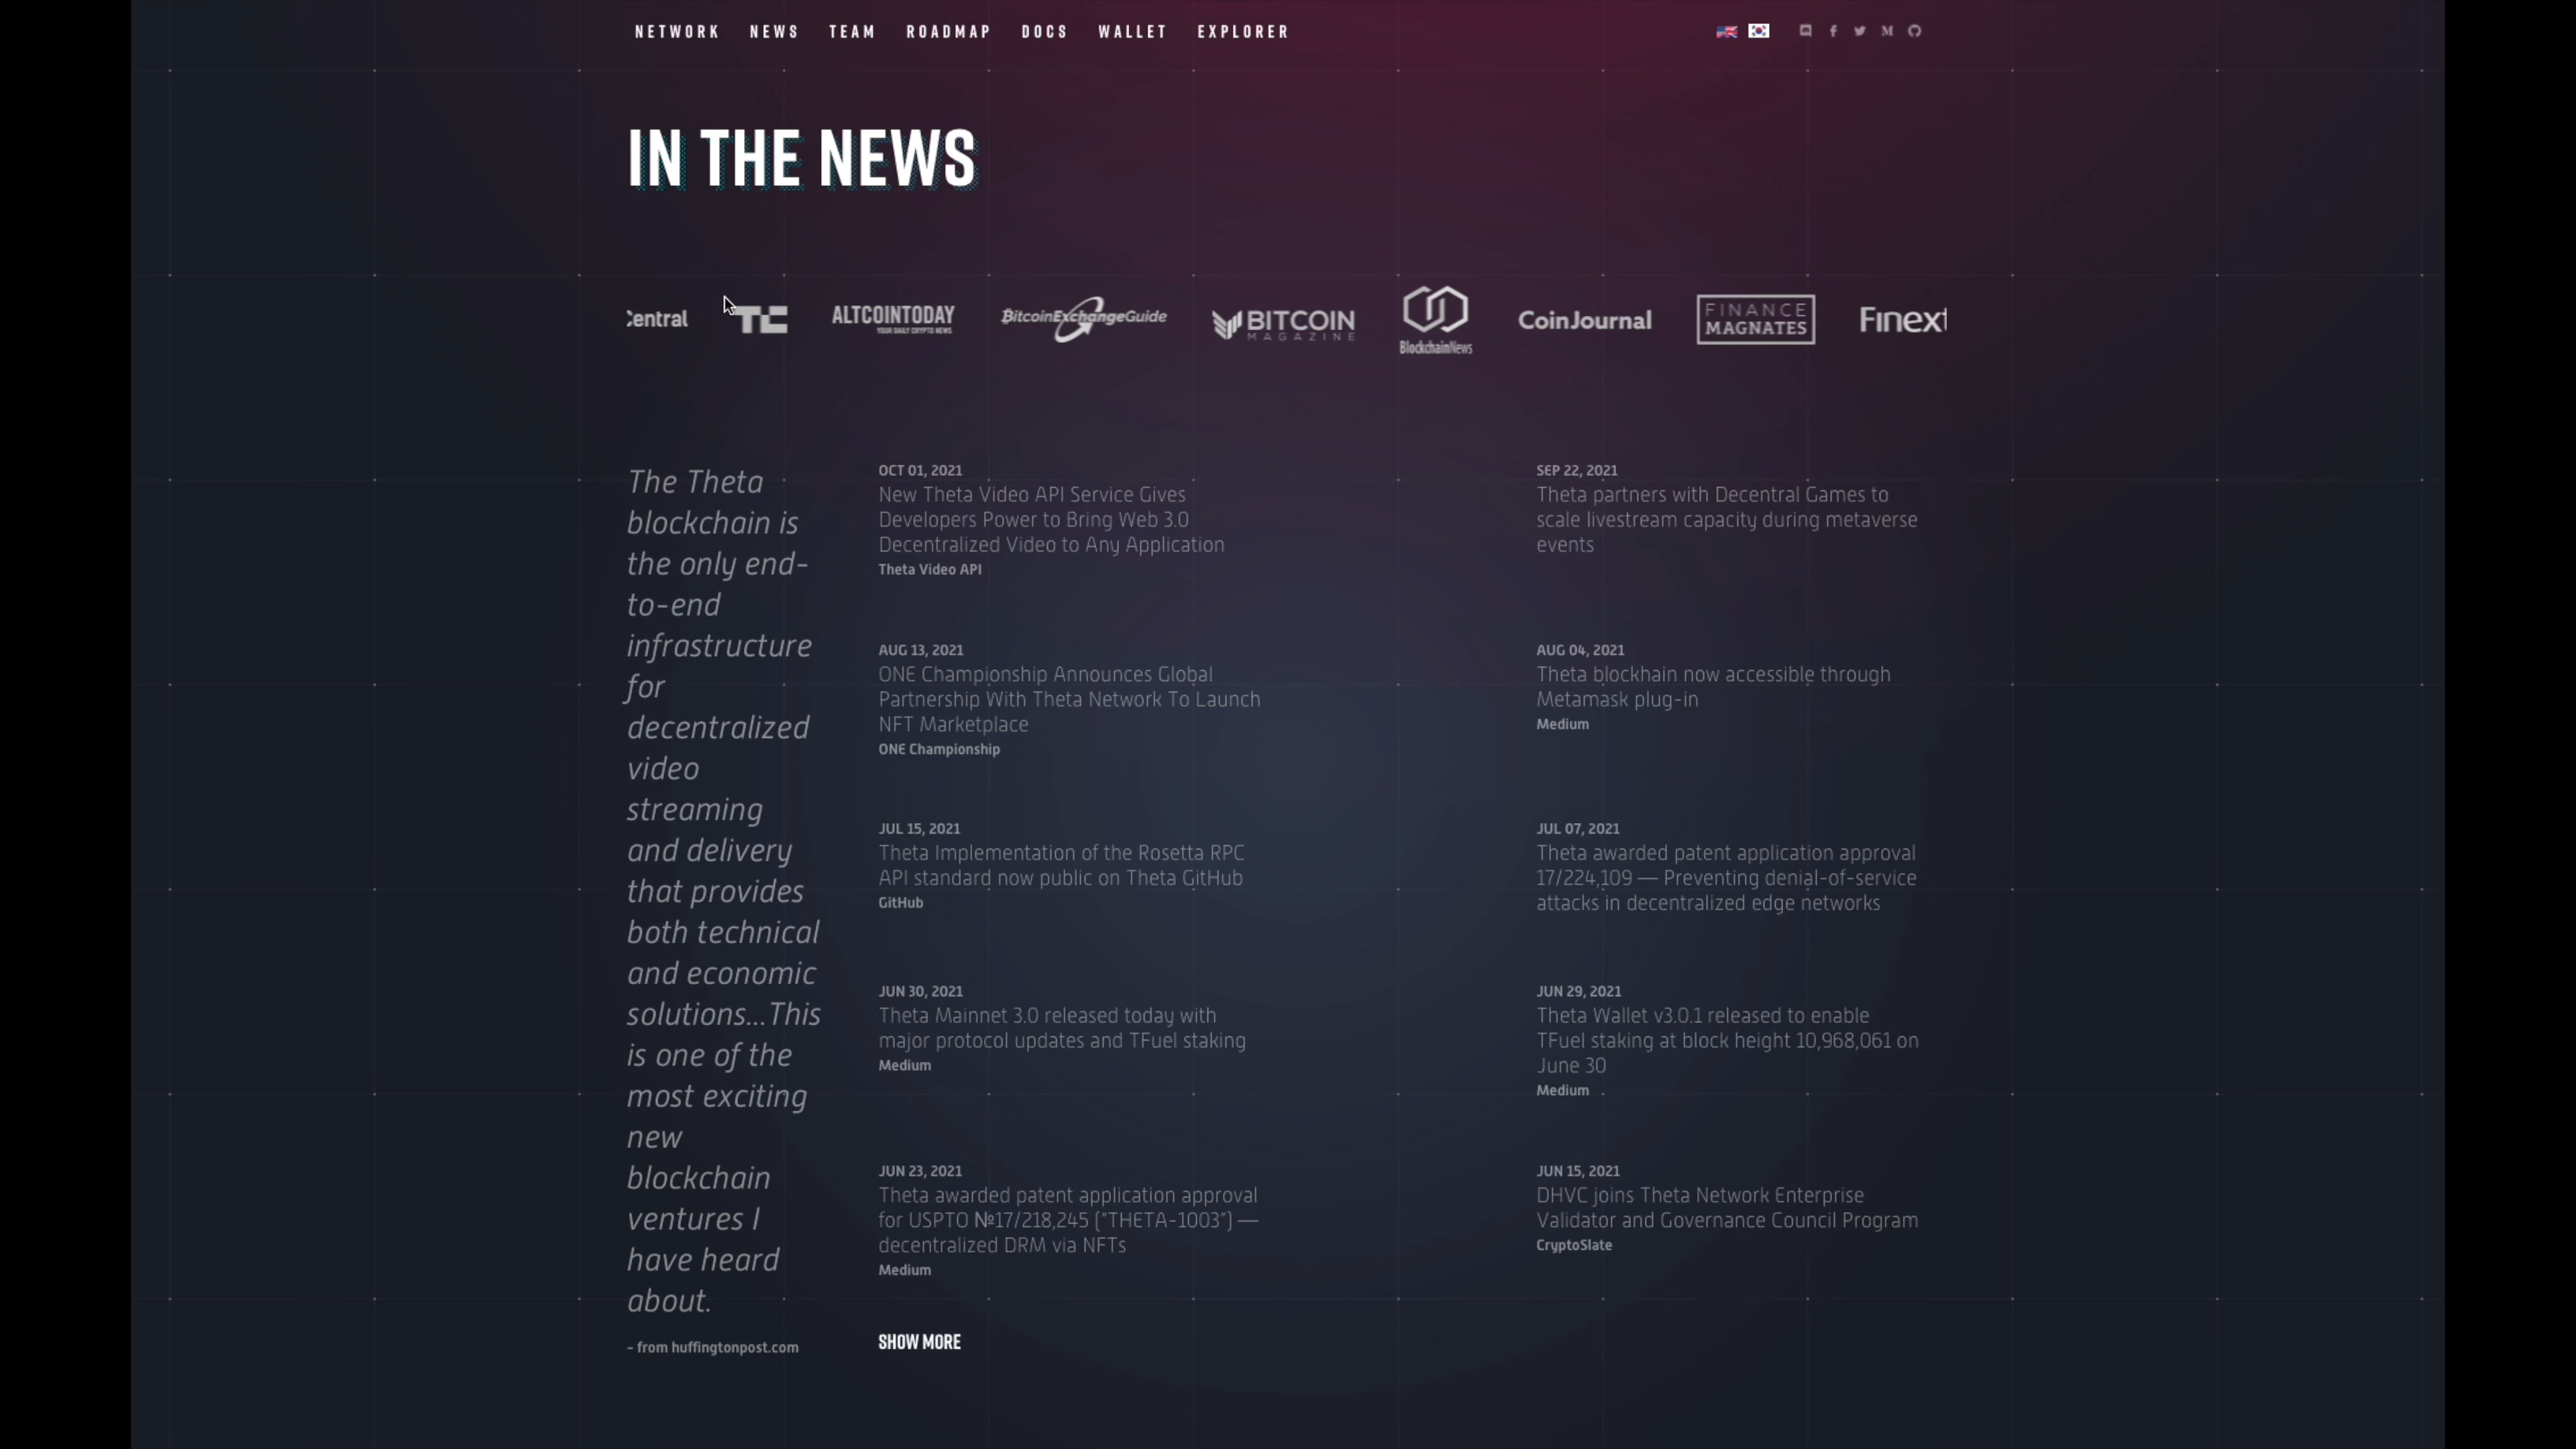 NETWORK NEWS TEAM ROADMAP DOCS WALLET EXPLORER
IN THE NEWS
TC
ALTCOINTODAY
YOUR DAILY CRYPTO NEWS
BitcoinExchangeGuide
BITCOIN
MAGAZINE
BlockchainNews
CoinJournal
FINANCE
MAGNATES
The Theta
blockchain is
the only end-
to-end
infrastructure
for
decentralized
video
streaming
and delivery
that provides
both technical
and economic
solutions...This
is one of the
most exciting
new
blockchain
ventures I
have heard
about.
- from huffingtonpost.com
OCT 01, 2021
New Theta Video API Service Gives
Developers Power to Bring Web 3.0
Decentralized Video to Any Application
Theta Video API
SEP 22, 2021
Theta partners with Decentral Games to
scale livestream capacity during metaverse
events
AUG 13, 2021
ONE Championship Announces Global
Partnership With Theta Network To Launch
NFT Marketplace
ONE Championship
AUG 04, 2021
Theta blockchain now accessible through
Metamask plug-in
Medium
JUL 15, 2021
Theta Implementation of the Rosetta RPC
API standard now public on Theta GitHub
GitHub
JUL 07, 2021
Theta awarded patent application approval
17/224,109 — Preventing denial-of-service
attacks in decentralized edge networks
JUN 30, 2021
Theta Mainnet 3.0 released today with
major protocol updates and TFuel staking
Medium
JUN 29, 2021
Theta Wallet v3.0.1 released to enable
TFuel staking at block height 10,968,061 on
June 30
Medium
JUN 23, 2021
Theta awarded patent application approval
for USPTO №17/218,245 ("THETA-1003") —
decentralized DRM via NFTs
Medium
JUN 15, 2021
DHVC joins Theta Network Enterprise
Validator and Governance Council Program
CryptoSlate
SHOW MORE